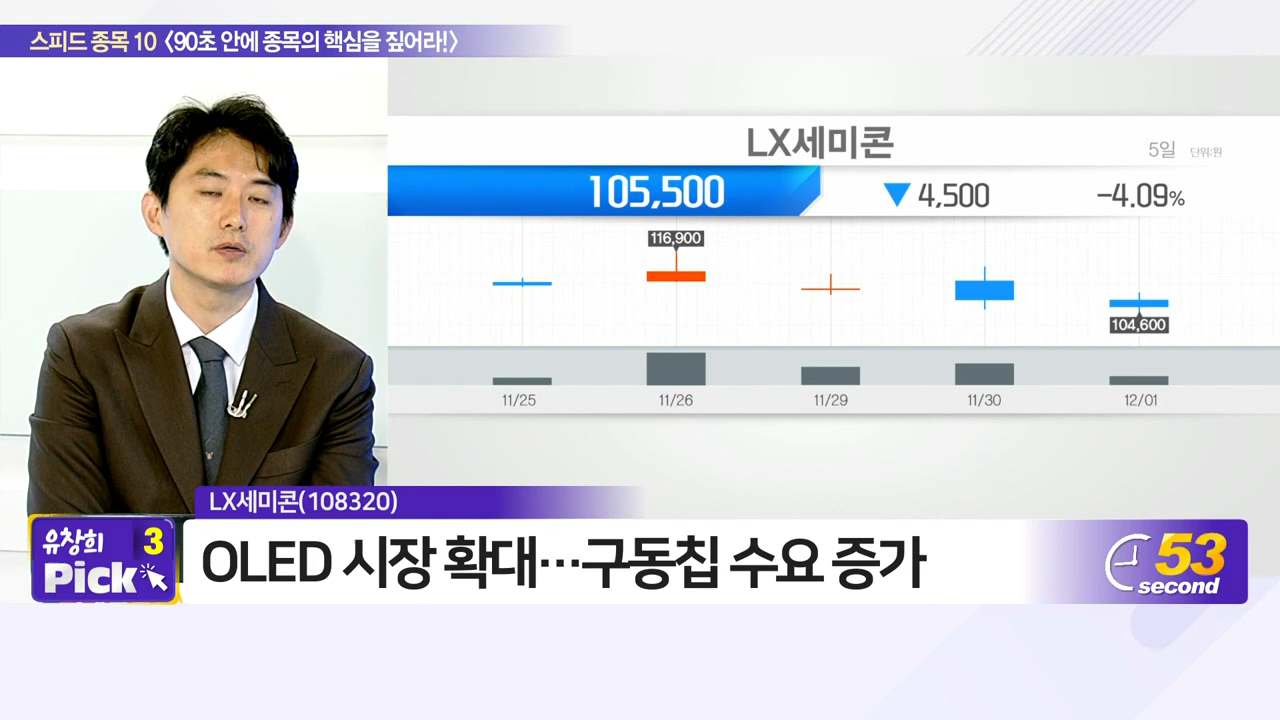 스피드 종목 10 <90초 안에 종목의 핵심을 짚어라!>
LX세미콘
5일 단위:원
105,500 ▼ 4,500 -4.09%
116,900
104,600
11/25 11/26 11/29 11/30 12/01
LX세미콘(108320)
유창희 3
Pick
OLED 시장 확대…구동칩 수요 증가
53
second